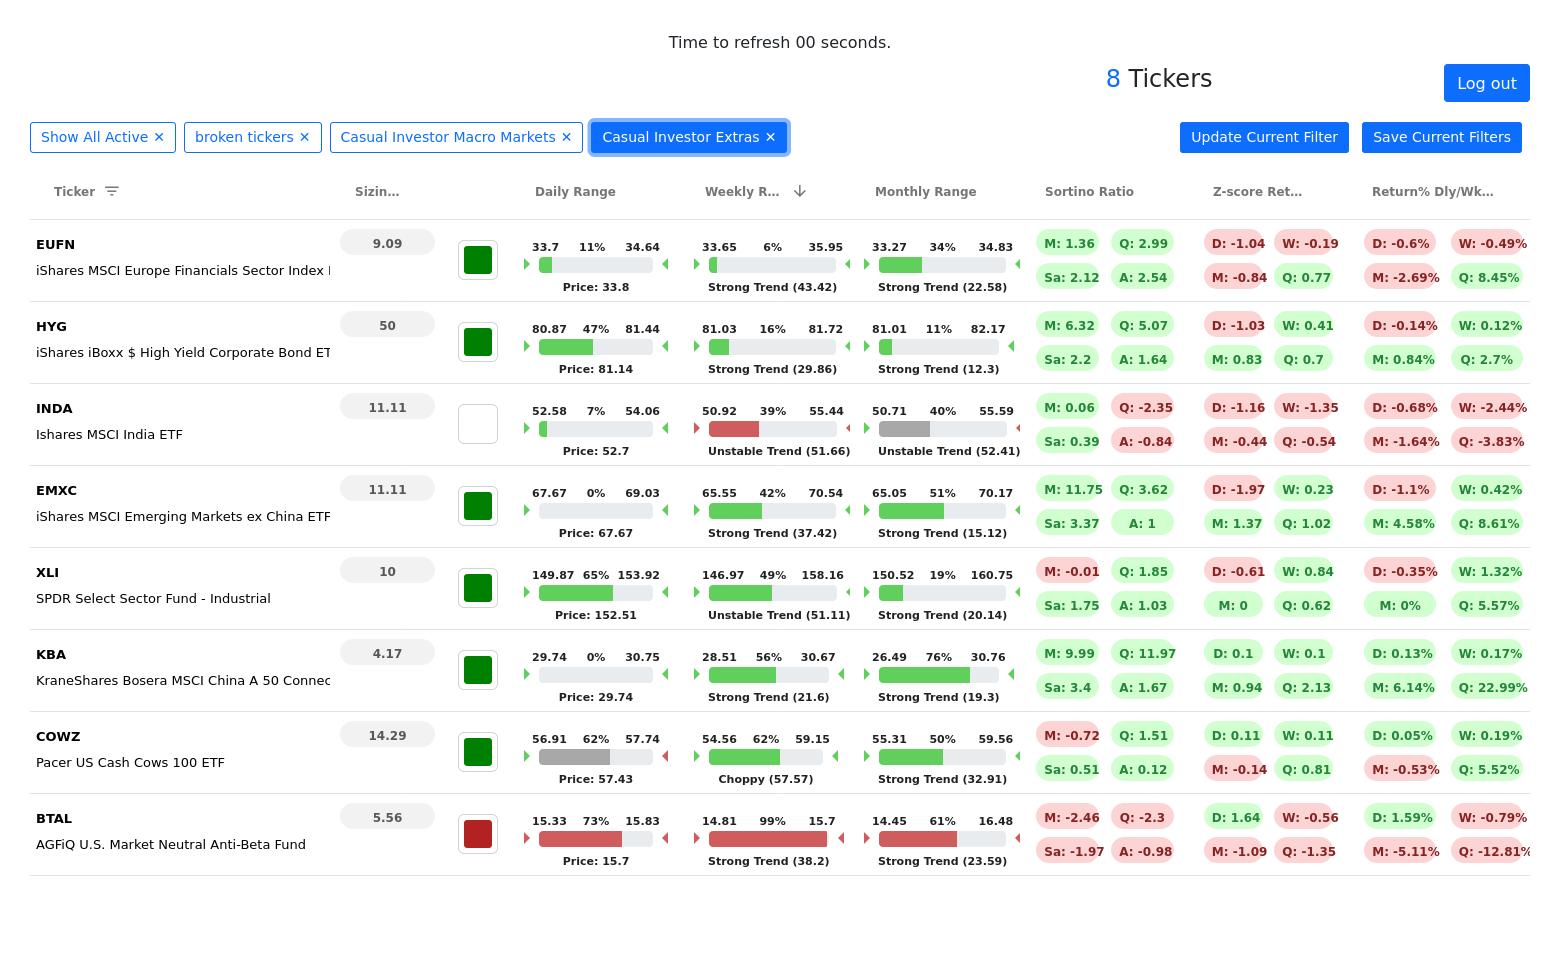 Time to refresh 00 seconds.
8 Tickers
Log out
Show All Active ✕ broken tickers ✕ Casual Investor Macro Markets ✕ Casual Investor Extras ✕ Update Current Filter Save Current Filters
Ticker Sizin... Daily Range Weekly R... Monthly Range Sortino Ratio Z-score Ret... Return% Dly/Wk...
EUFN 9.09 33.7 11% 34.64 33.65 6% 35.95 33.27 34% 34.83 M: 1.36 Q: 2.99 D: -1.04 W: -0.19 D: -0.6% W: -0.49%
iShares MSCI Europe Financials Sector Index Sa: 2.12 A: 2.54 M: -0.84 Q: 0.77 M: -2.69% Q: 8.45%
Price: 33.8 Strong Trend (43.42) Strong Trend (22.58)
HYG 50 80.87 47% 81.44 81.03 16% 81.72 81.01 11% 82.17 M: 6.32 Q: 5.07 D: -1.03 W: 0.41 D: -0.14% W: 0.12%
iShares iBoxx $ High Yield Corporate Bond ET Sa: 2.2 A: 1.64 M: 0.83 Q: 0.7 M: 0.84% Q: 2.7%
Price: 81.14 Strong Trend (29.86) Strong Trend (12.3)
INDA 11.11 52.58 7% 54.06 50.92 39% 55.44 50.71 40% 55.59 M: 0.06 Q: -2.35 D: -1.16 W: -1.35 D: -0.68% W: -2.44%
Ishares MSCI India ETF Sa: 0.39 A: -0.84 M: -0.44 Q: -0.54 M: -1.64% Q: -3.83%
Price: 52.7 Unstable Trend (51.66) Unstable Trend (52.41)
EMXC 11.11 67.67 0% 69.03 65.55 42% 70.54 65.05 51% 70.17 M: 11.75 Q: 3.62 D: -1.97 W: 0.23 D: -1.1% W: 0.42%
iShares MSCI Emerging Markets ex China ETF Sa: 3.37 A: 1 M: 1.37 Q: 1.02 M: 4.58% Q: 8.61%
Price: 67.67 Strong Trend (37.42) Strong Trend (15.12)
XLI 10 149.87 65% 153.92 146.97 49% 158.16 150.52 19% 160.75 M: -0.01 Q: 1.85 D: -0.61 W: 0.84 D: -0.35% W: 1.32%
SPDR Select Sector Fund - Industrial Sa: 1.75 A: 1.03 M: 0 Q: 0.62 M: 0% Q: 5.57%
Price: 152.51 Unstable Trend (51.11) Strong Trend (20.14)
KBA 4.17 29.74 0% 30.75 28.51 56% 30.67 26.49 76% 30.76 M: 9.99 Q: 11.97 D: 0.1 W: 0.1 D: 0.13% W: 0.17%
KraneShares Bosera MSCI China A 50 Connec Sa: 3.4 A: 1.67 M: 0.94 Q: 2.13 M: 6.14% Q: 22.99%
Price: 29.74 Strong Trend (21.6) Strong Trend (19.3)
COWZ 14.29 56.91 62% 57.74 54.56 62% 59.15 55.31 50% 59.56 M: -0.72 Q: 1.51 D: 0.11 W: 0.11 D: 0.05% W: 0.19%
Pacer US Cash Cows 100 ETF Sa: 0.51 A: 0.12 M: -0.14 Q: 0.81 M: -0.53% Q: 5.52%
Price: 57.43 Choppy (57.57) Strong Trend (32.91)
BTAL 5.56 15.33 73% 15.83 14.81 99% 15.7 14.45 61% 16.48 M: -2.46 Q: -2.3 D: 1.64 W: -0.56 D: 1.59% W: -0.79%
AGFiQ U.S. Market Neutral Anti-Beta Fund Sa: -1.97 A: -0.98 M: -1.09 Q: -1.35 M: -5.11% Q: -12.81%
Price: 15.7 Strong Trend (38.2) Strong Trend (23.59)